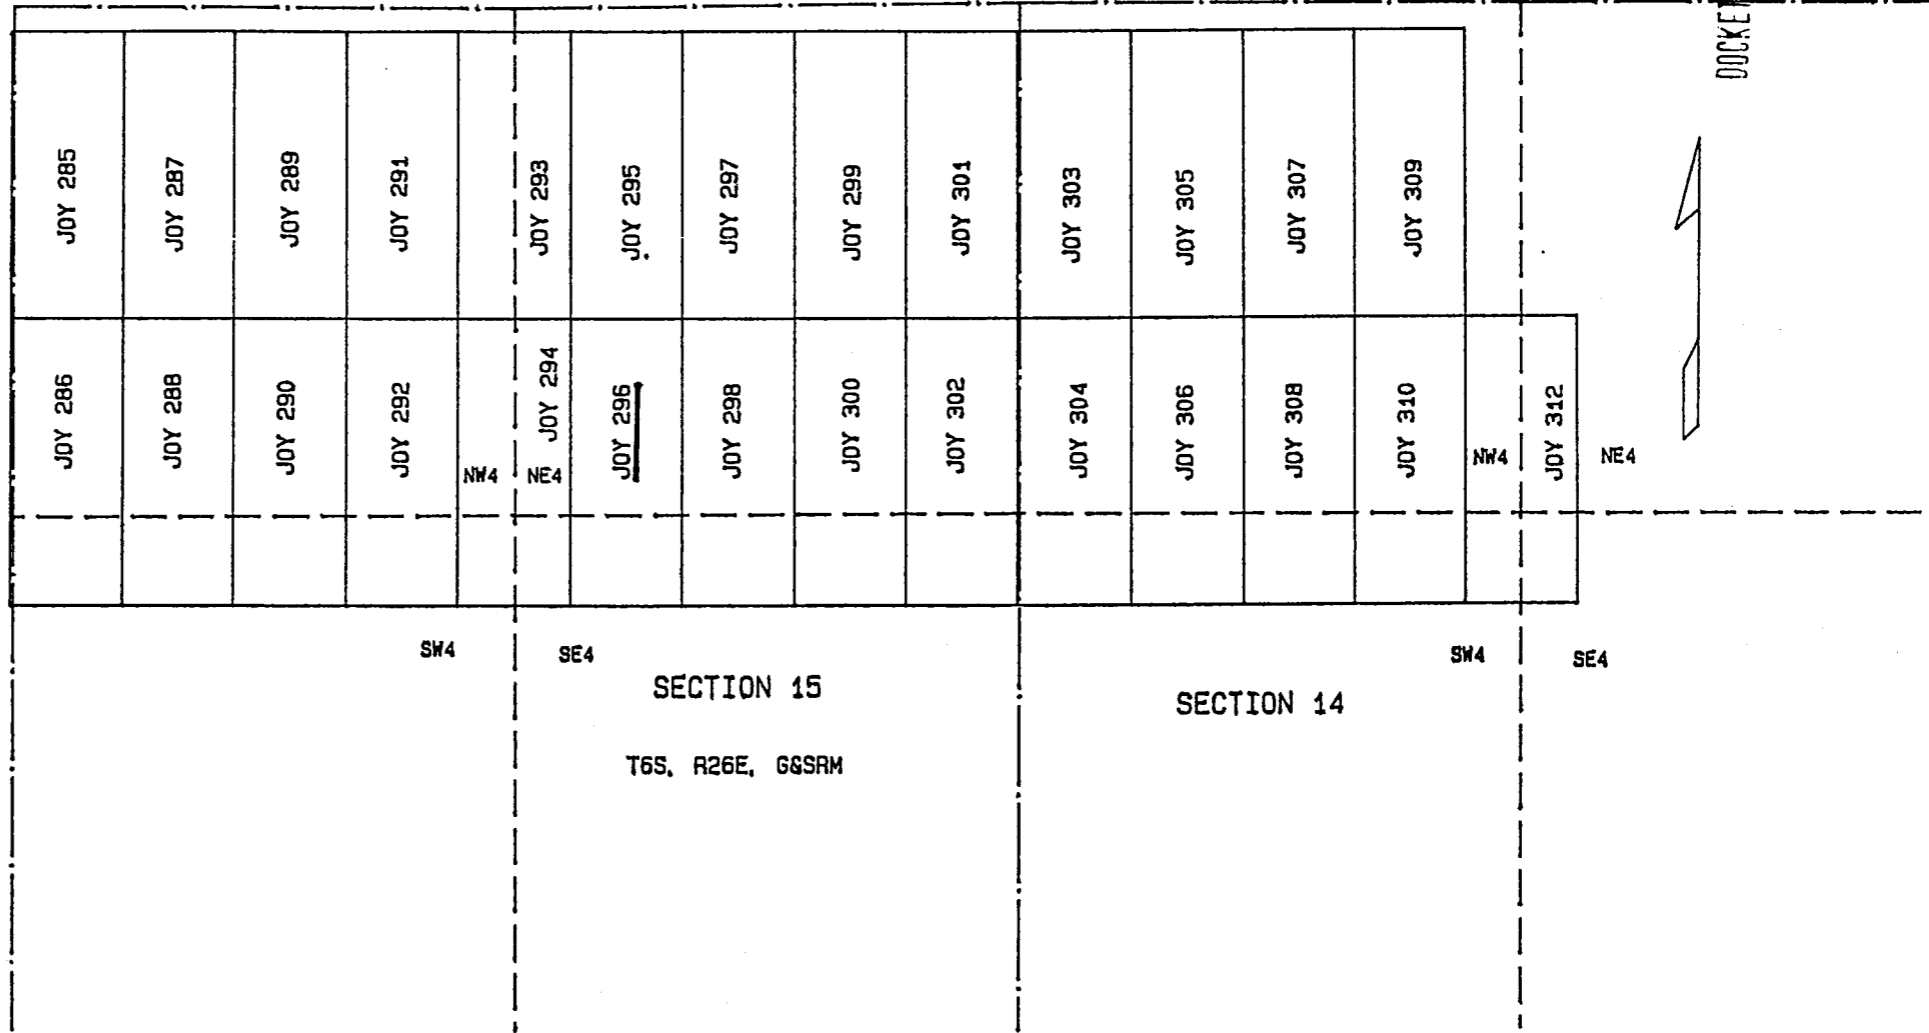 DOCKET
JOY 285
JOY 287
JOY 289
JOY 291
JOY 293
JOY 295
JOY 297
JOY 299
JOY 301
JOY 303
JOY 305
JOY 307
JOY 309
JOY 286
JOY 288
JOY 290
JOY 292
JOY 294
JOY 296
JOY 298
JOY 300
JOY 302
JOY 304
JOY 306
JOY 308
JOY 310
JOY 312
NW4
NE4
NW4
NE4
SW4
SE4
SW4
SE4
SECTION 15
SECTION 14
T6S, R26E, G&SRM